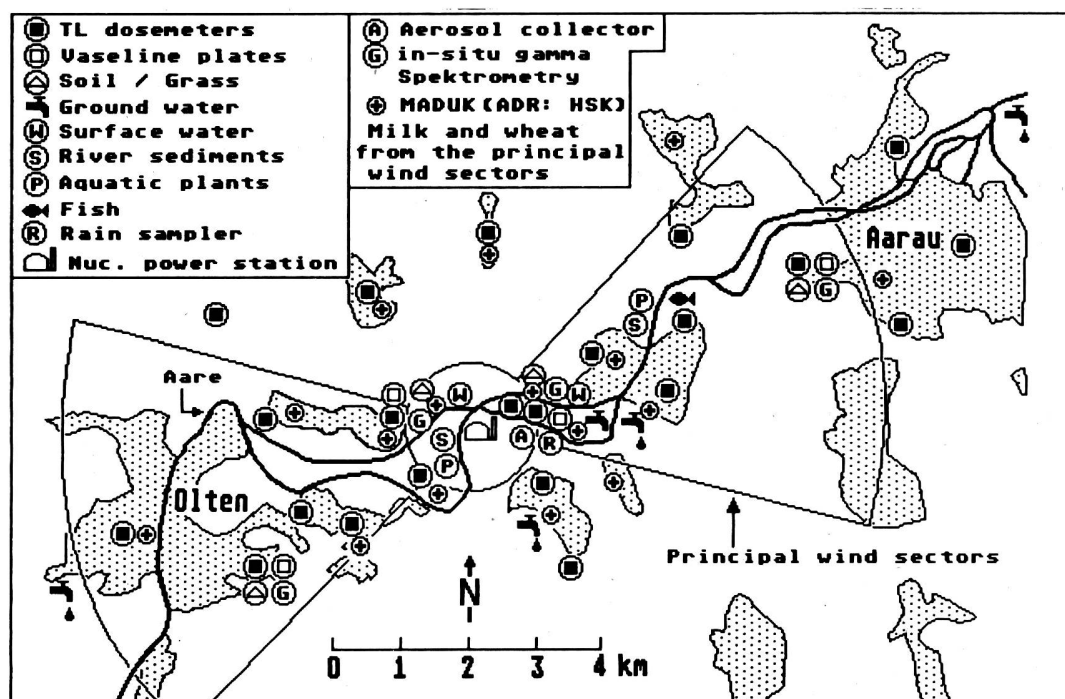 TL dosemeters
Vaseline plates
Soil / Grass
Ground water
W Surface water
S River sediments
P Aquatic plants
Fish
R Rain sampler
Nuc. power station
A Aerosol collector
G in-situ gamma
Spektrometry
MADUK(ADR: HSK)
Milk and wheat
from the principal
wind sectors
Aarau
G
P
S
Aare
G
W
G
W
S
P
A
R
Olten
G
Principal wind sectors
N
0 1 2 3 4 km